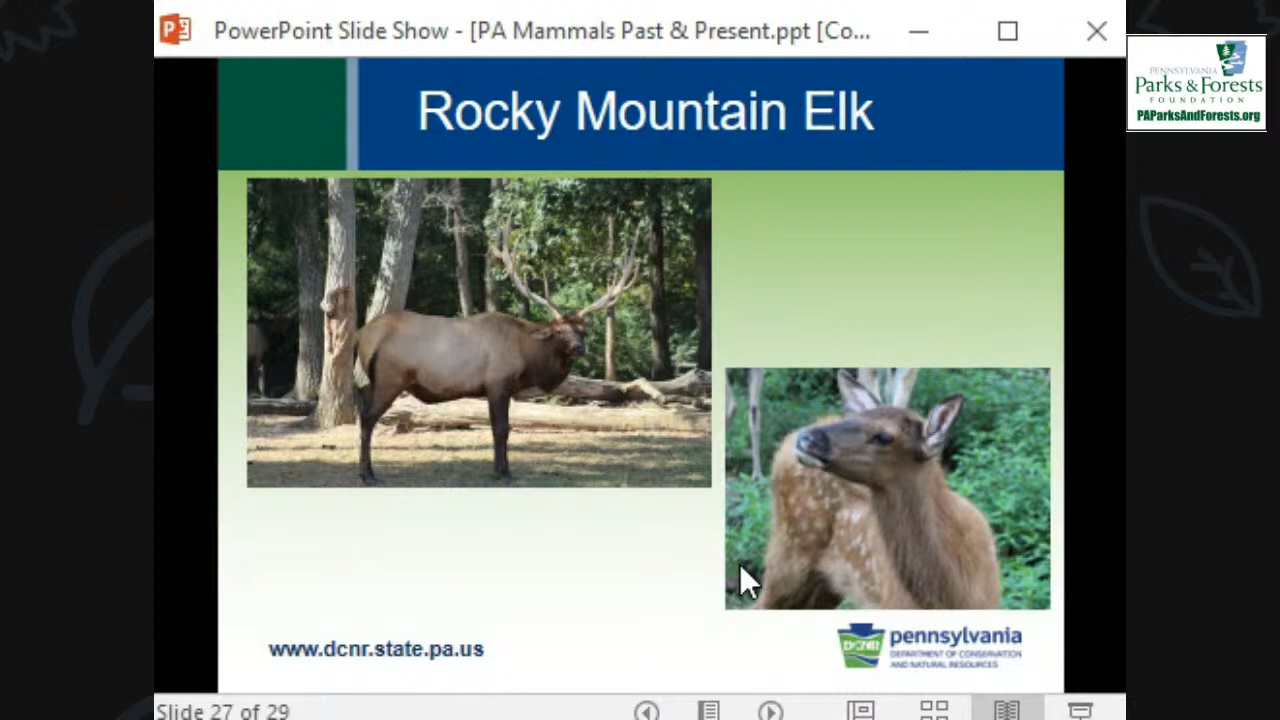 PowerPoint Slide Show - [PA Mammals Past & Present.ppt [Co...
PENNSYLVANIA
Parks & Forests
FOUNDATION
PAParksAndForests.org
Rocky Mountain Elk
www.dcnr.state.pa.us
DCNR
pennsylvania
DEPARTMENT OF CONSERVATION
AND NATURAL RESOURCES
Slide 27 of 29